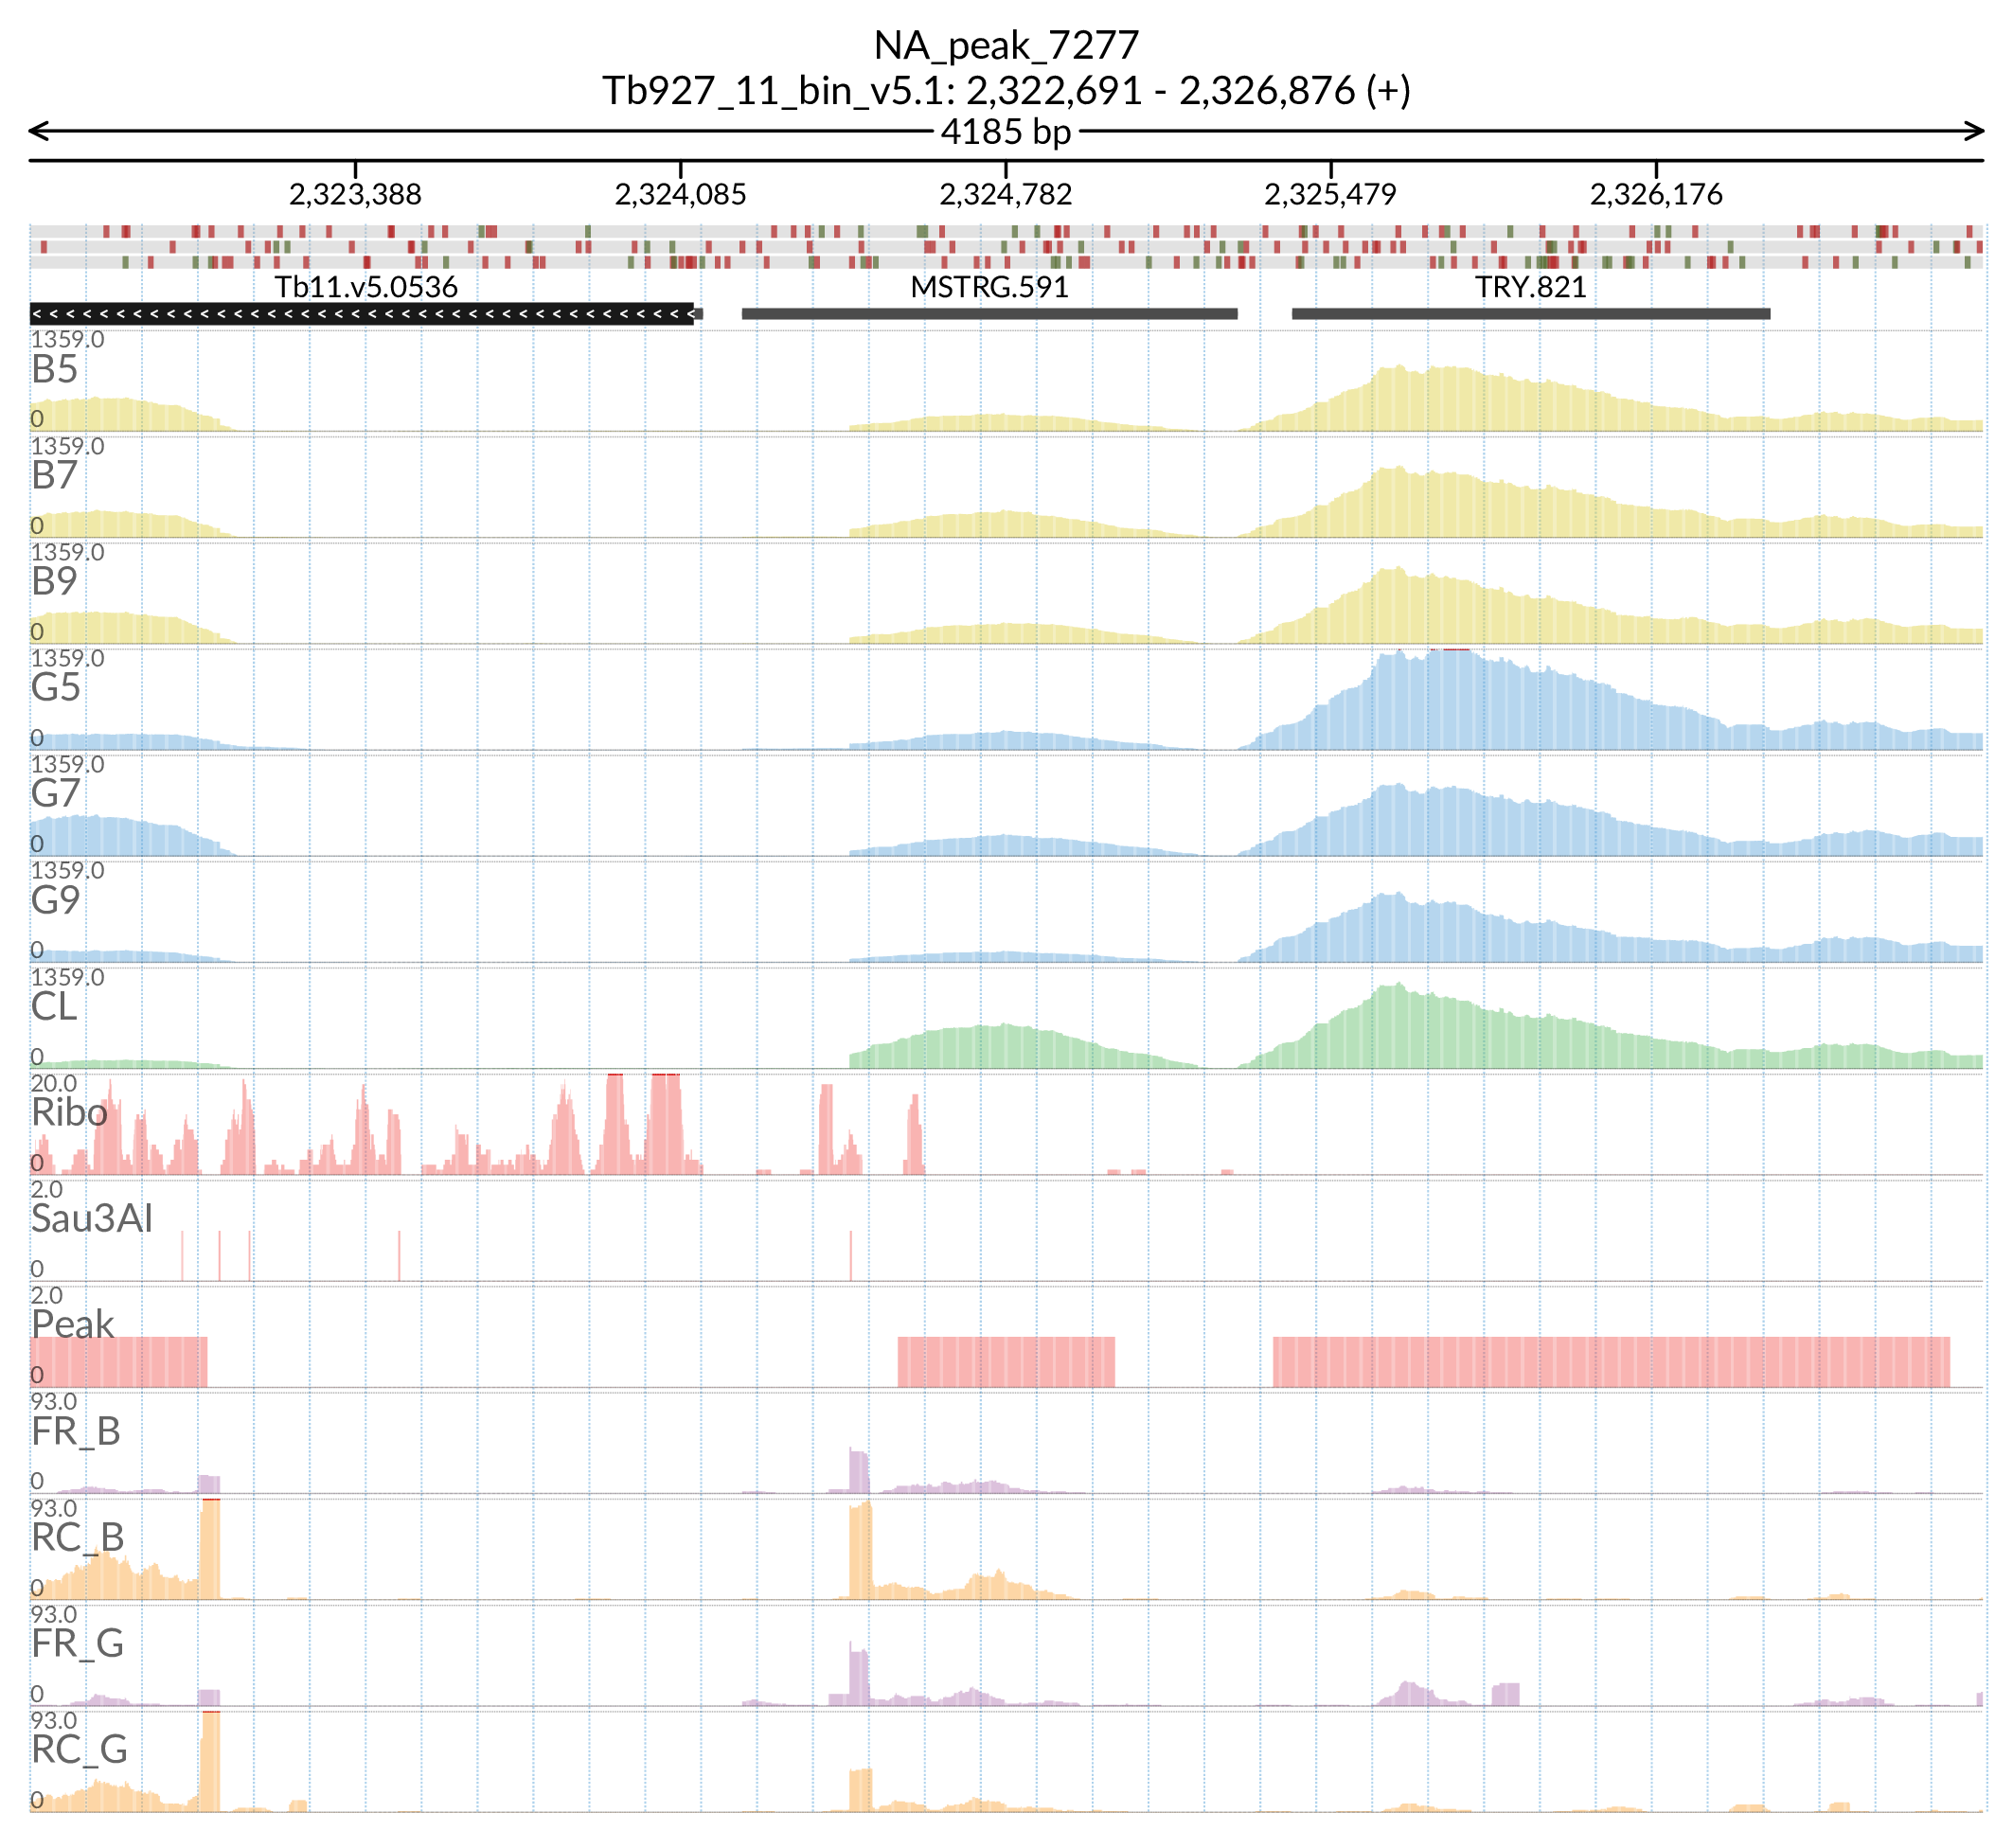 NA_peak_7277
Tb927_11_bin_v5.1: 2,322,691 - 2,326,876 (+)
4185 bp
2,323,388 2,324,085 2,324,782 2,325,479 2,326,176
Tb11.v5.0536 MSTRG.591 TRY.821
1359.0
B5
0
1359.0
B7
0
1359.0
B9
0
1359.0
G5
0
1359.0
G7
0
1359.0
G9
0
1359.0
CL
0
20.0
Ribo
0
2.0
Sau3AI
0
2.0
Peak
0
93.0
FR_B
0
93.0
RC_B
0
93.0
FR_G
0
93.0
RC_G
0